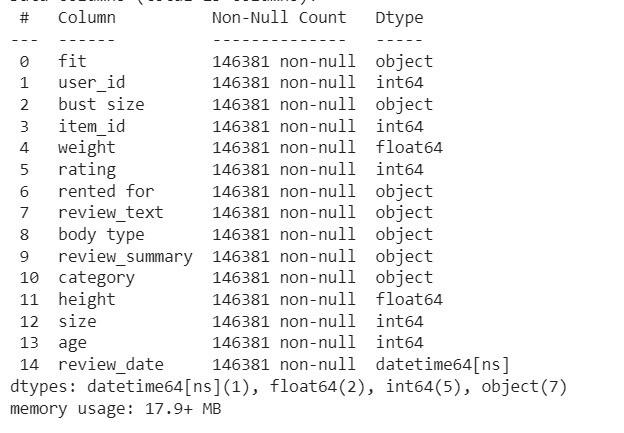 #   Column          Non-Null Count   Dtype
---  ------          --------------   -----
 0   fit             146381 non-null  object
 1   user_id         146381 non-null  int64
 2   bust size       146381 non-null  object
 3   item_id         146381 non-null  int64
 4   weight          146381 non-null  float64
 5   rating          146381 non-null  int64
 6   rented for      146381 non-null  object
 7   review_text     146381 non-null  object
 8   body type       146381 non-null  object
 9   review_summary  146381 non-null  object
 10  category        146381 non-null  object
 11  height          146381 non-null  float64
 12  size            146381 non-null  int64
 13  age             146381 non-null  int64
 14  review_date     146381 non-null  datetime64[ns]
dtypes: datetime64[ns](1), float64(2), int64(5), object(7)
memory usage: 17.9+ MB